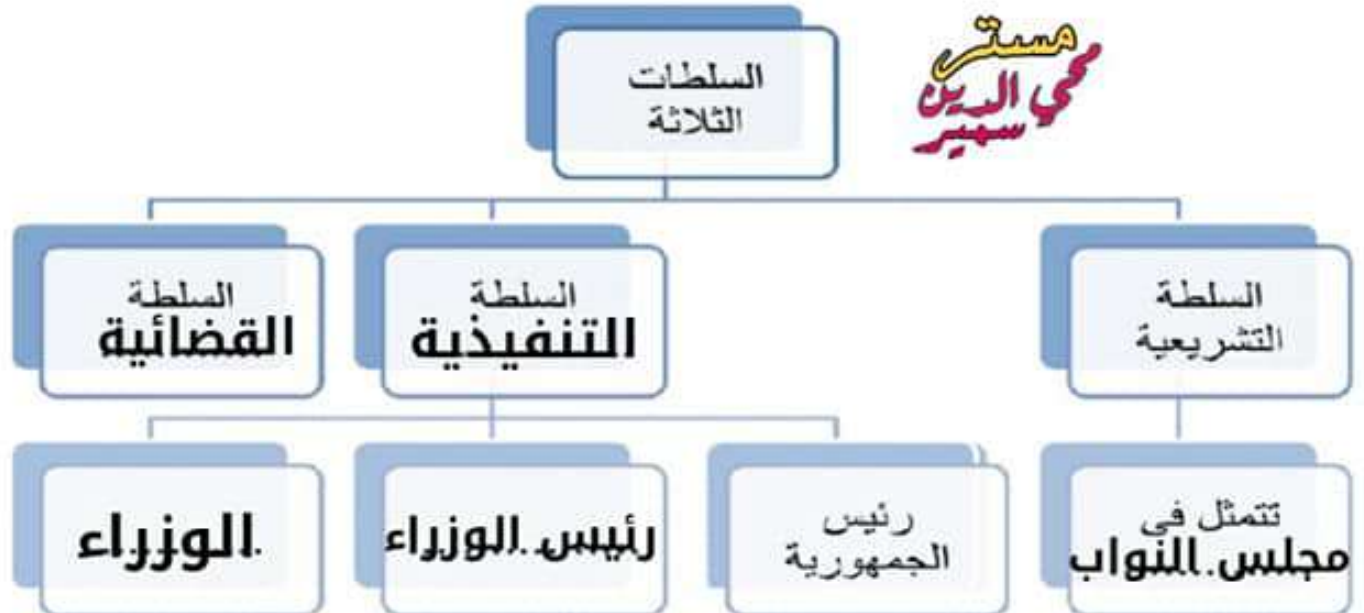 السلطات
الثلاثة
مستر
محي الدين
سهير
السلطة
التشريعية
السلطة
التنفيذية
السلطة
القضائية
تتمثل في
مجلس النواب
رئيس
الجمهورية
رئيس الوزراء
الوزراء